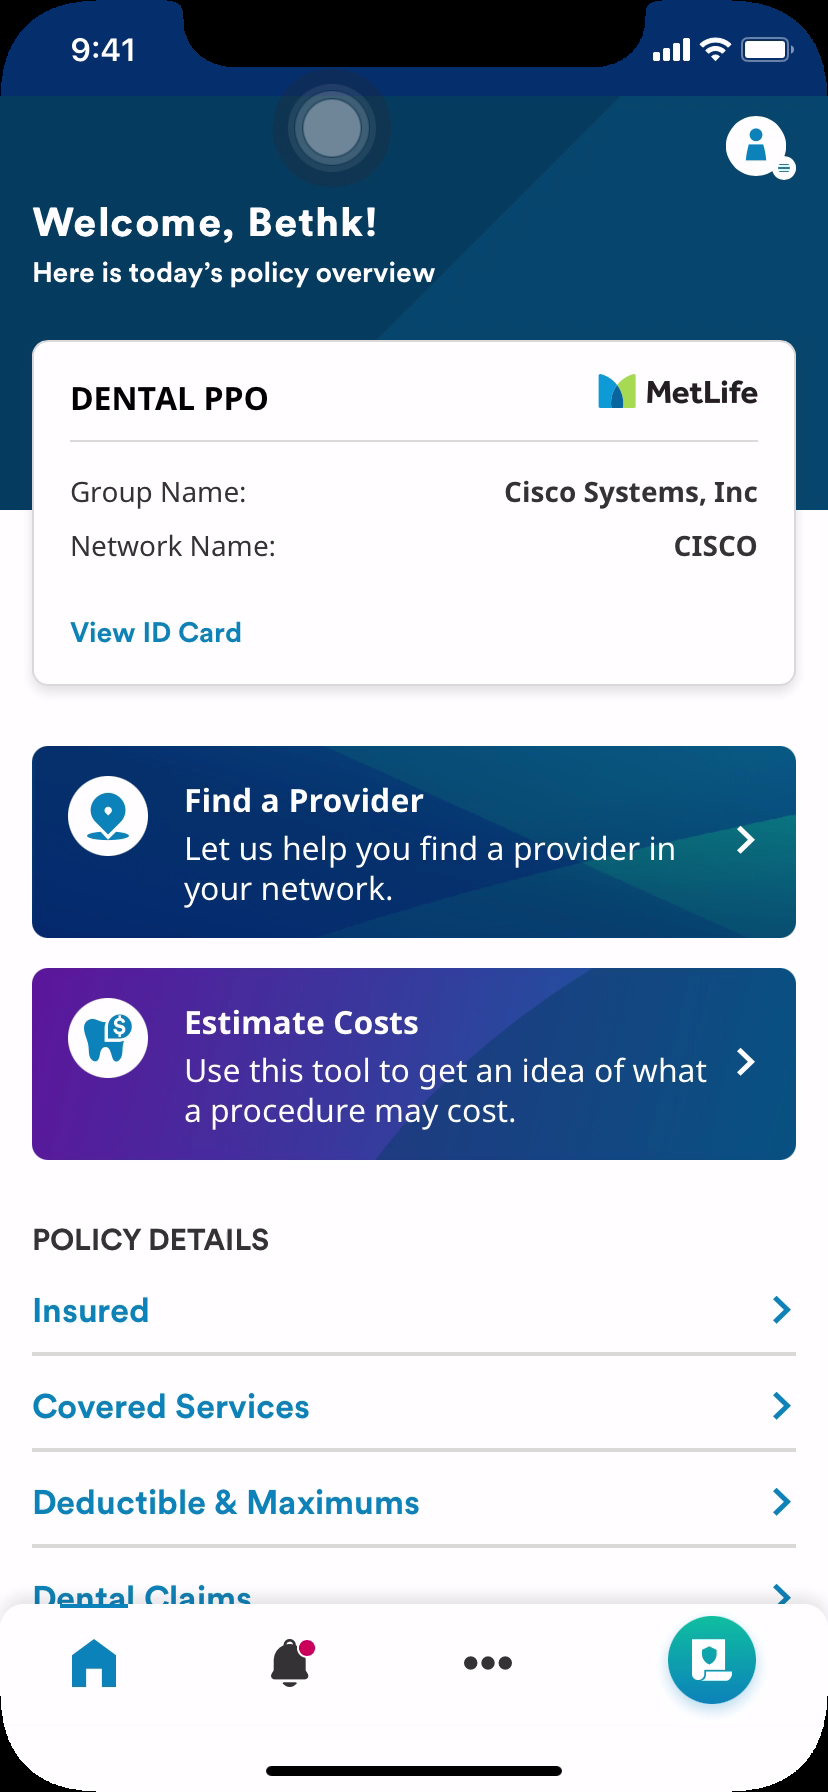 9:41
Welcome, Bethk!
Here is today’s policy overview
DENTAL PPO
MetLife
Group Name:
Cisco Systems, Inc
Network Name:
CISCO
View ID Card
Find a Provider
Let us help you find a provider in
your network.
$
Estimate Costs
Use this tool to get an idea of what
a procedure may cost.
POLICY DETAILS
Insured
Covered Services
Deductible & Maximums
Dental Claims